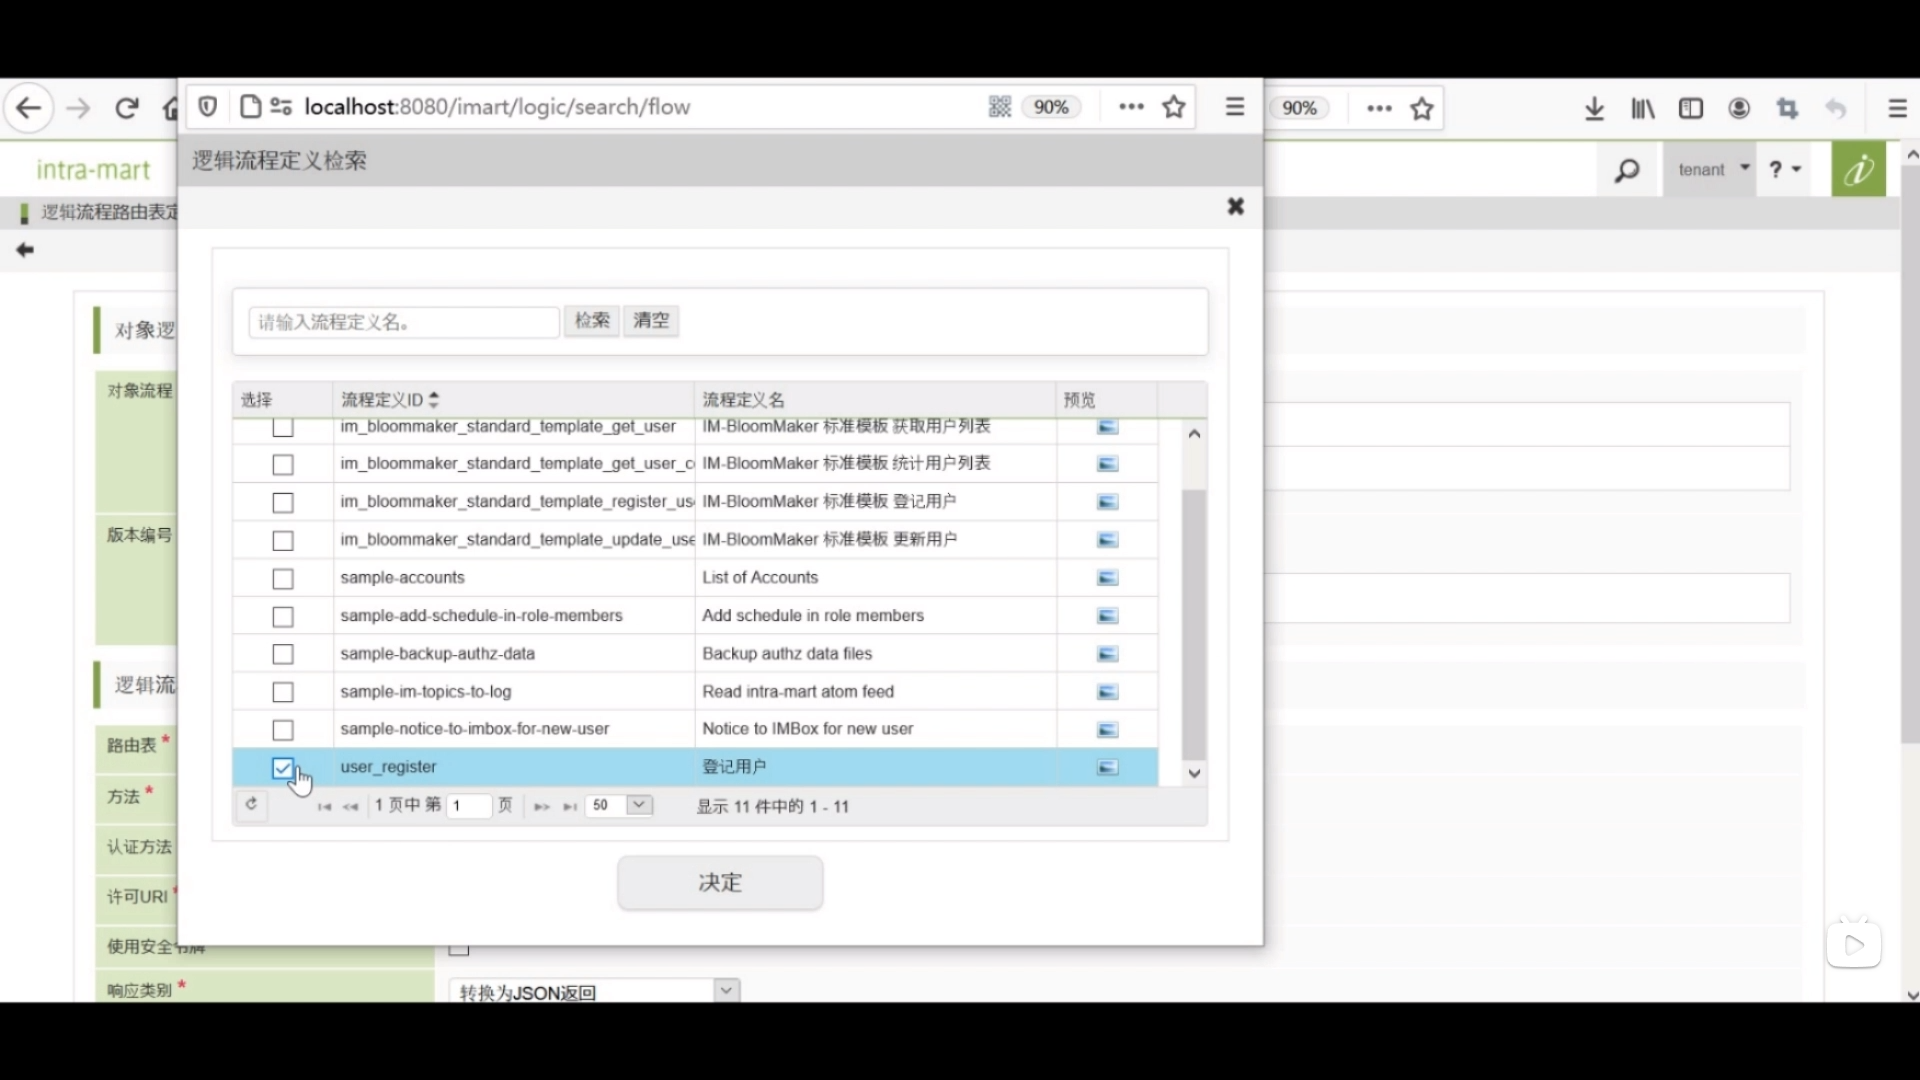 localhost:8080/imart/logic/search/flow
90%
90%
intra-mart
tenant
?
逻辑流程路由表定
逻辑流程定义检索
请输入流程定义名。
检索
清空
选择 流程定义ID 流程定义名 预览
im_bloommaker_standard_template_get_user IM-BloomMaker 标准模板 获取用户列表
im_bloommaker_standard_template_get_user_c IM-BloomMaker 标准模板 统计用户列表
im_bloommaker_standard_template_register_us IM-BloomMaker 标准模板 登记用户
im_bloommaker_standard_template_update_use IM-BloomMaker 标准模板 更新用户
sample-accounts List of Accounts
sample-add-schedule-in-role-members Add schedule in role members
sample-backup-authz-data Backup authz data files
sample-im-topics-to-log Read intra-mart atom feed
sample-notice-to-imbox-for-new-user Notice to IMBox for new user
user_register 登记用户
1 页中 第 1 页 50 显示 11 件中的 1 - 11
决定
对象逻
对象流程
版本编号
逻辑流
路由表 *
方法 *
认证方法
许可URI *
使用安全令牌
响应类别 *
转换为JSON返回